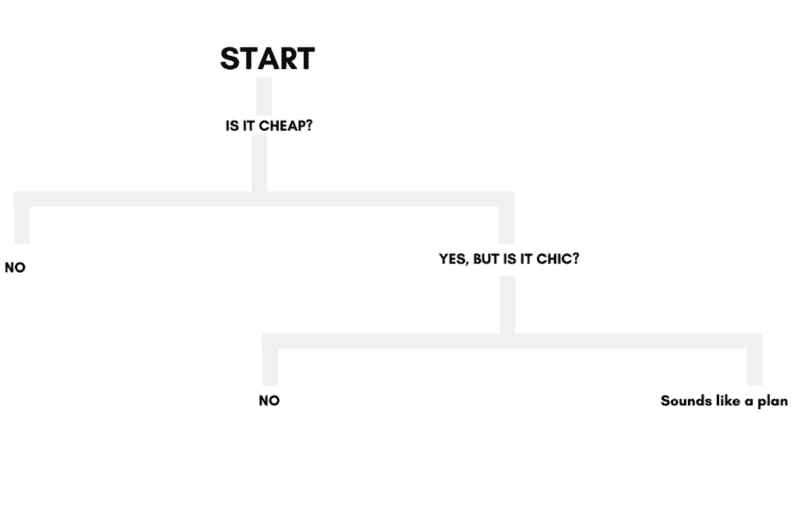 START
IS IT CHEAP?
NO
YES, BUT IS IT CHIC?
NO
Sounds like a plan